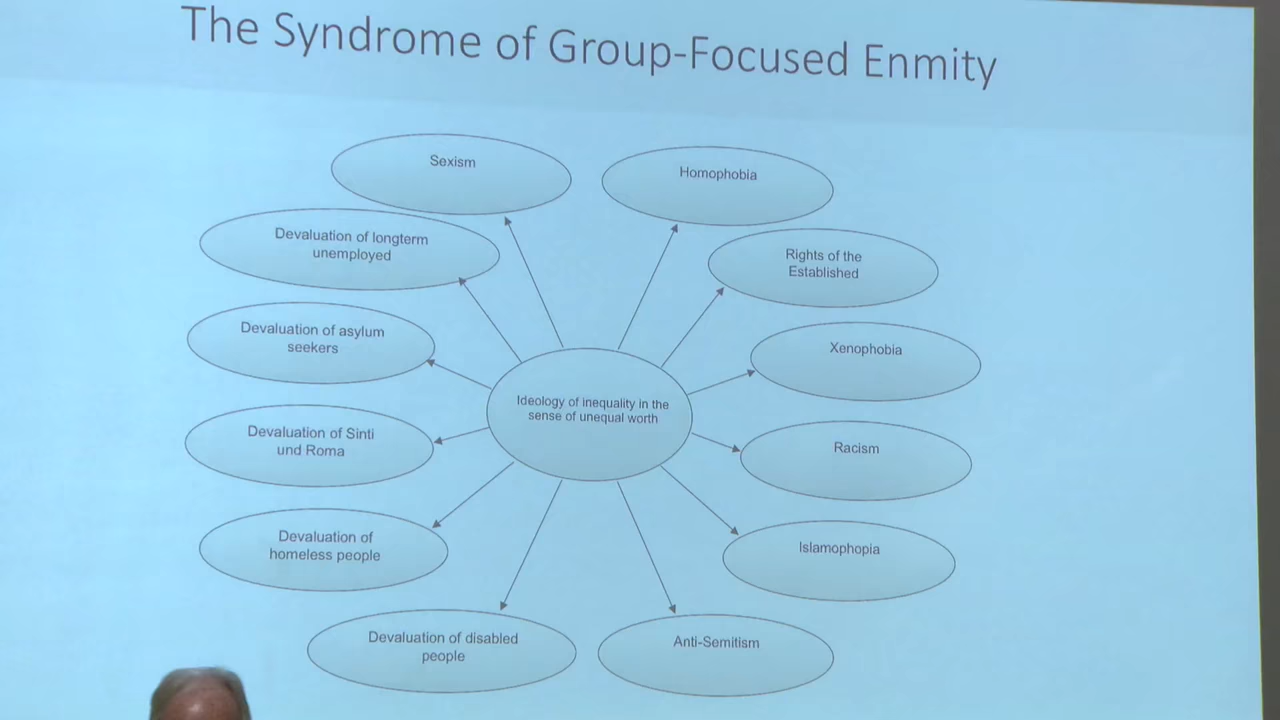 The Syndrome of Group-Focused Enmity
Sexism
Homophobia
Devaluation of longterm
unemployed
Rights of the
Established
Devaluation of asylum
seekers
Xenophobia
Ideology of inequality in the
sense of unequal worth
Devaluation of Sinti
und Roma
Racism
Devaluation of
homeless people
Islamophopia
Devaluation of disabled
people
Anti-Semitism